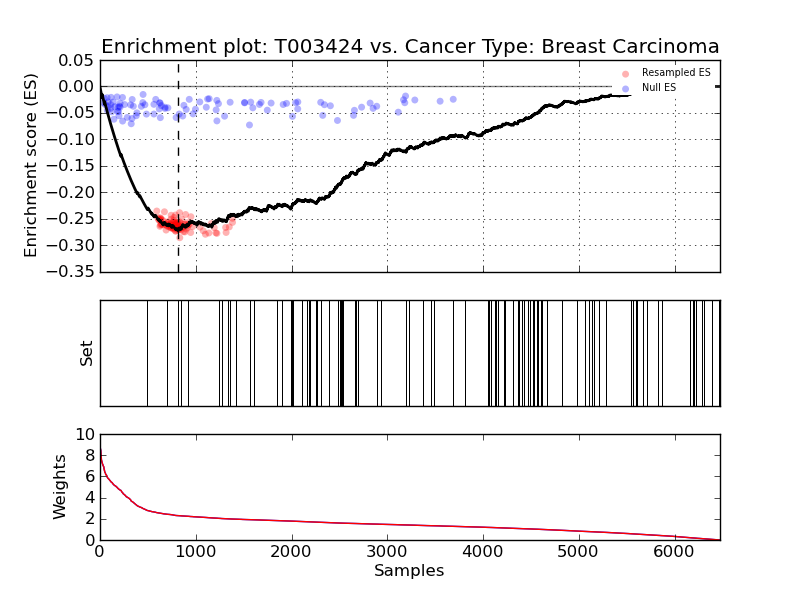 Enrichment plot: T003424 vs. Cancer Type: Breast Carcinoma
Enrichment score (ES)
0.05
0.00
−0.05
−0.10
−0.15
−0.20
−0.25
−0.30
−0.35
Resampled ES
Null ES
Set
Weights
10
8
6
4
2
0
0 1000 2000 3000 4000 5000 6000
Samples